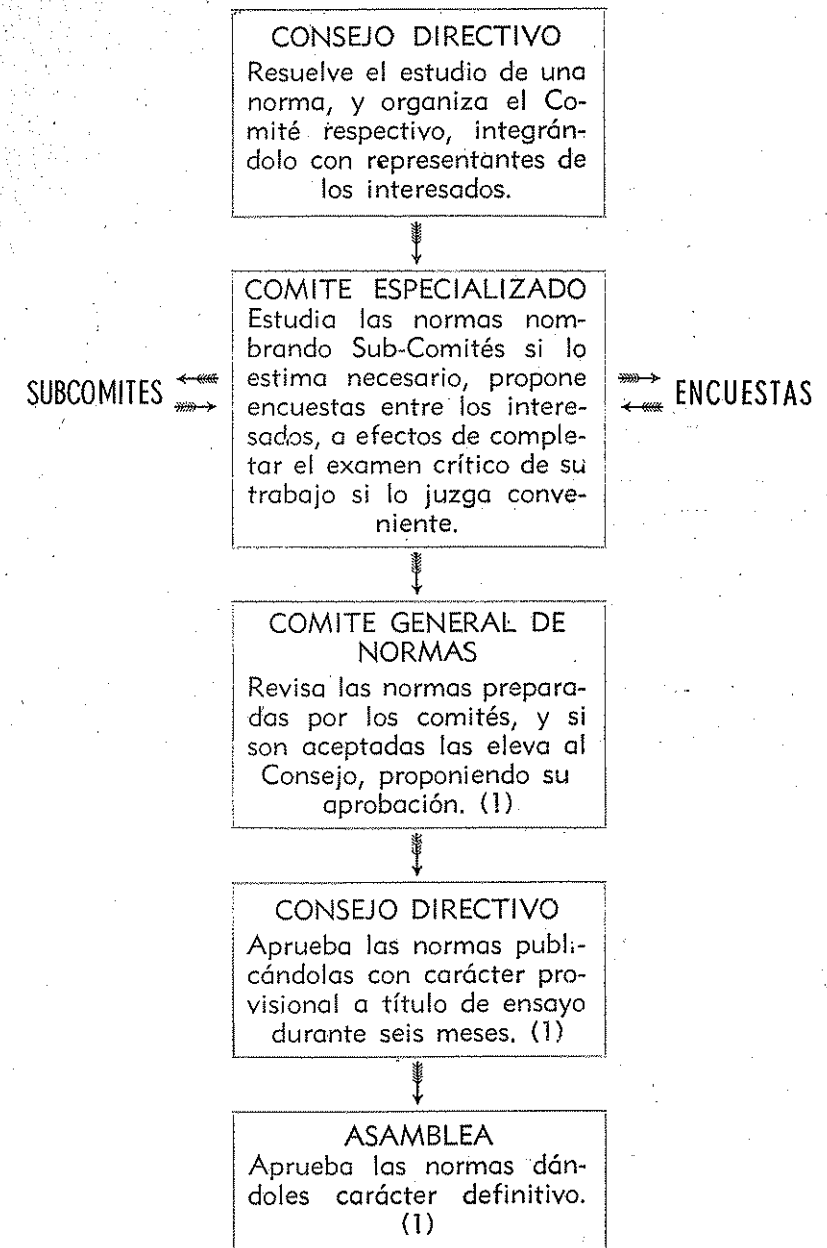 CONSEJO DIRECTIVO
Resuelve el estudio de una
norma, y organiza el Co-
mité respectivo, integrán-
dolo con representantes de
los interesados.
COMITE ESPECIALIZADO
Estudia las normas nom-
brando Sub-Comités si lo
estima necesario, propone
encuestas entre los intere-
sados, a efectos de comple-
tar el examen crítico de su
trabajo si lo juzga conve-
niente.
SUBCOMITES
ENCUESTAS
COMITE GENERAL DE
NORMAS
Revisa las normas prepara-
das por los comités, y si
son aceptadas las eleva al
Consejo, proponiendo su
aprobación. (1)
CONSEJO DIRECTIVO
Aprueba las normas publi-
cándolas con carácter pro-
visional a título de ensayo
durante seis meses. (1)
ASAMBLEA
Aprueba las normas dán-
doles carácter definitivo.
(1)